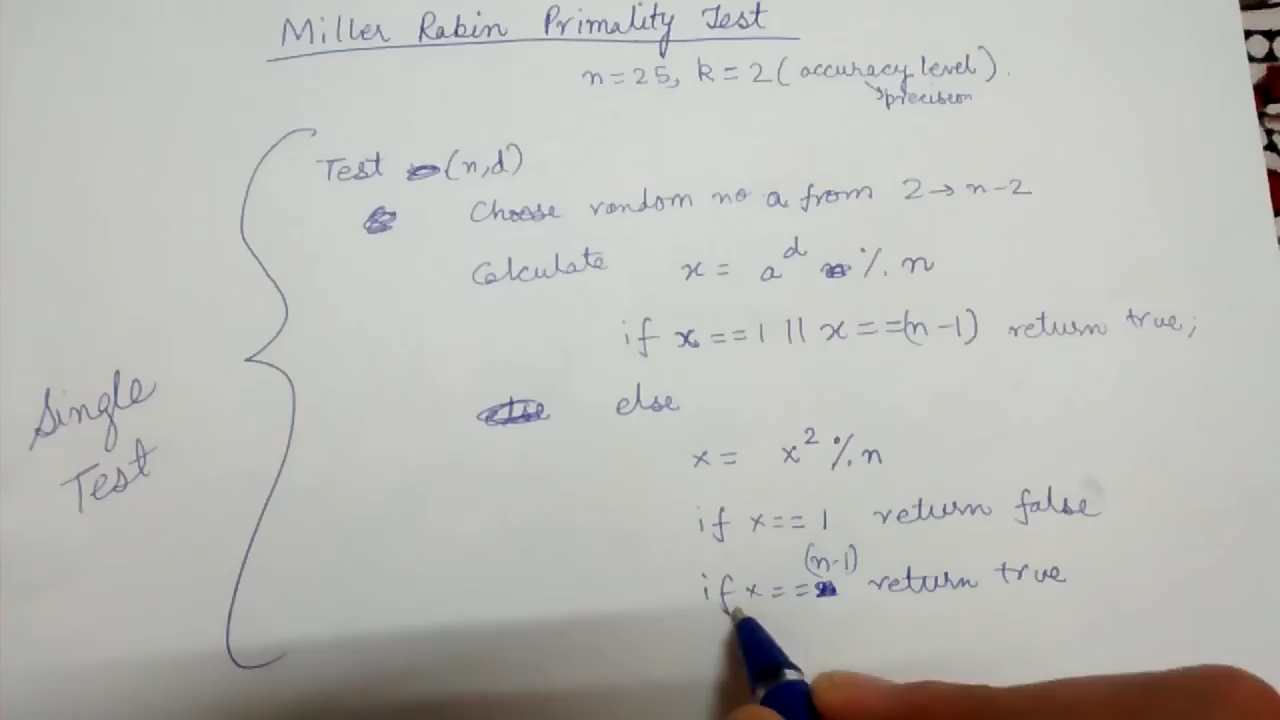 Miller Rabin Primality Test
n=25, k=2 (accuracy level).
precision
Test (n,d)
Choose random no a from 2→n-2
Calculate x = a^d % n
if x==1 || x==(n-1) return true;
else
x = x² % n
if x==1 return false
if x==(n-1) return true
Single
Test